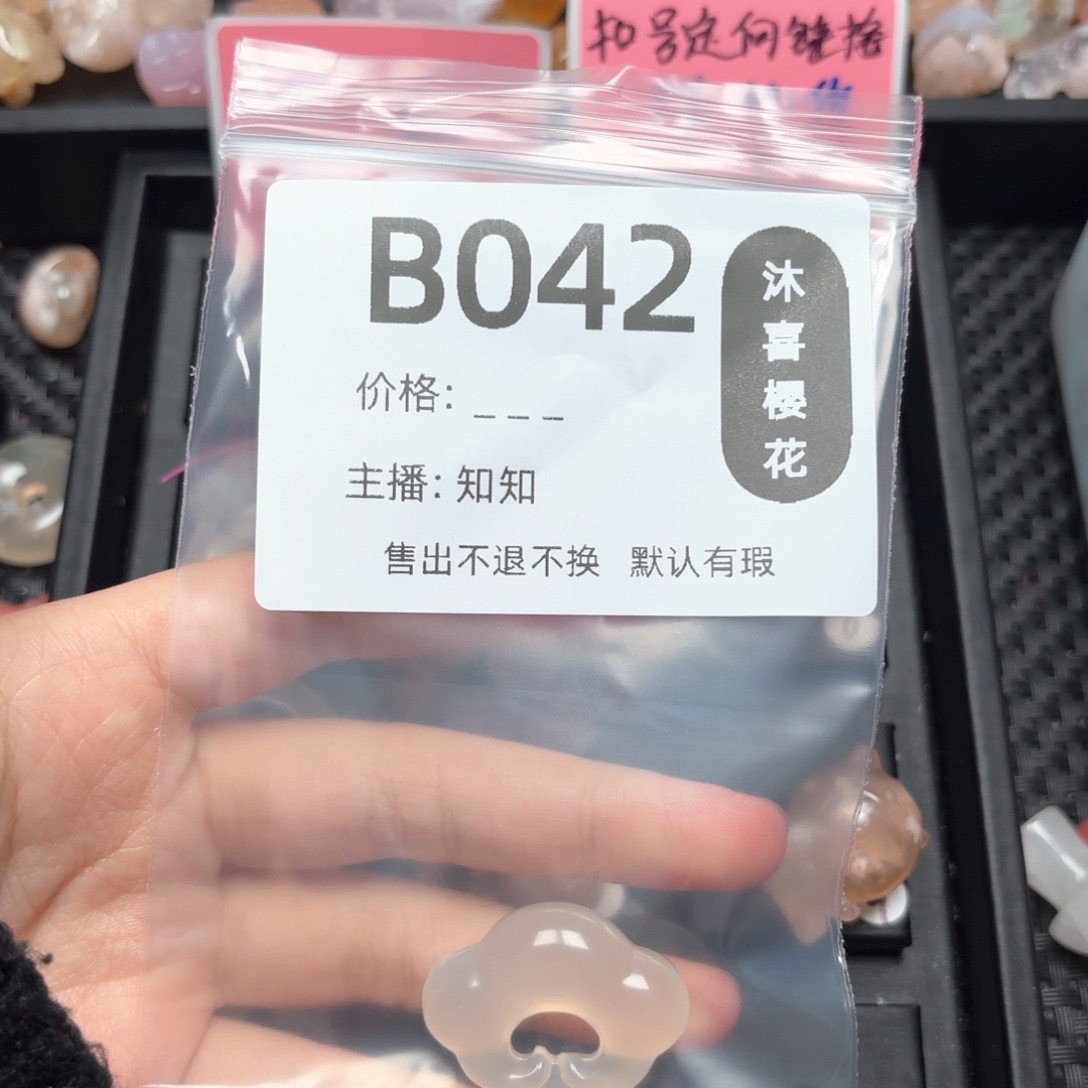 扣号定向链接
B042
沐喜樱花
价格: _ _ _
主播: 知知
售出不退不换 默认有瑕